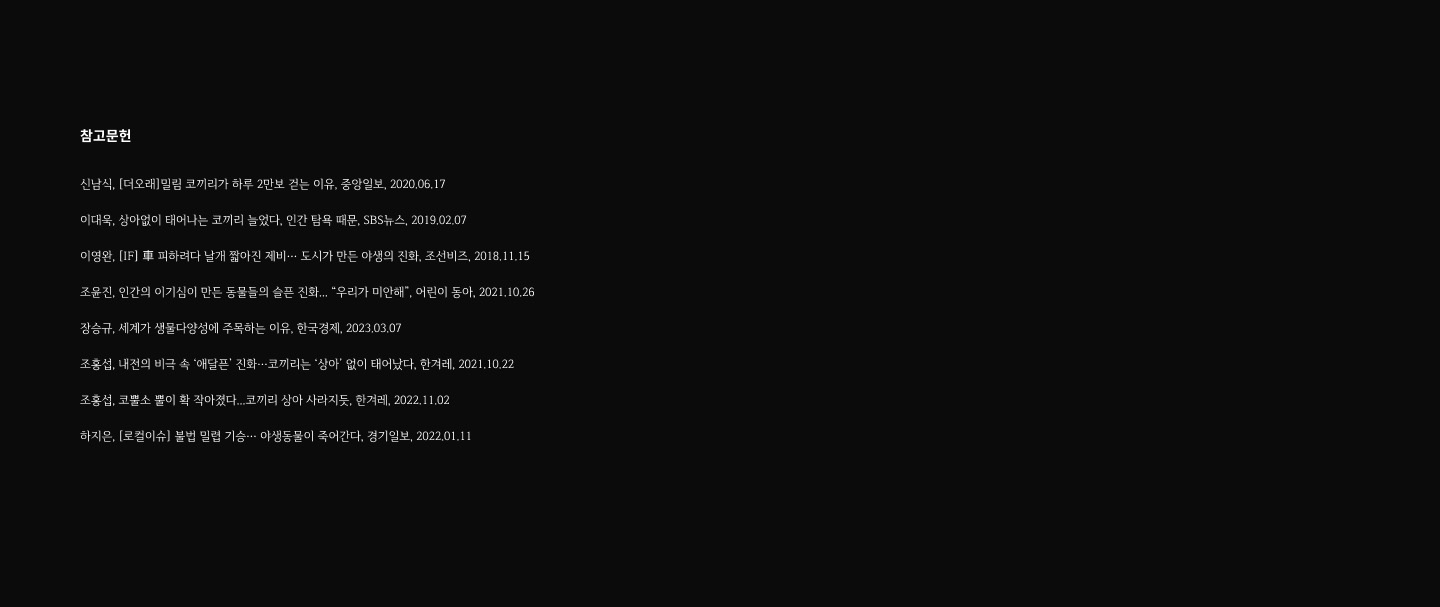 참고문헌
신남식, [더오래]밀림 코끼리가 하루 2만보 걷는 이유, 중앙일보, 2020.06.17
이대욱, 상아없이 태어나는 코끼리 늘었다, 인간 탐욕 때문, SBS뉴스, 2019.02.07
이영완, [IF] 車 피하려다 날개 짧아진 제비… 도시가 만든 야생의 진화, 조선비즈, 2018.11.15
조윤진, 인간의 이기심이 만든 동물들의 슬픈 진화... “우리가 미안해”, 어린이 동아, 2021.10.26
장승규, 세계가 생물다양성에 주목하는 이유, 한국경제, 2023.03.07
조홍섭, 내전의 비극 속 ‘애달픈’ 진화…코끼리는 ‘상아’ 없이 태어났다, 한겨레, 2021.10.22
조홍섭, 코뿔소 뿔이 확 작아졌다...코끼리 상아 사라지듯, 한겨레, 2022.11.02
하지은, [로컬이슈] 불법 밀렵 기승… 야생동물이 죽어간다, 경기일보, 2022.01.11